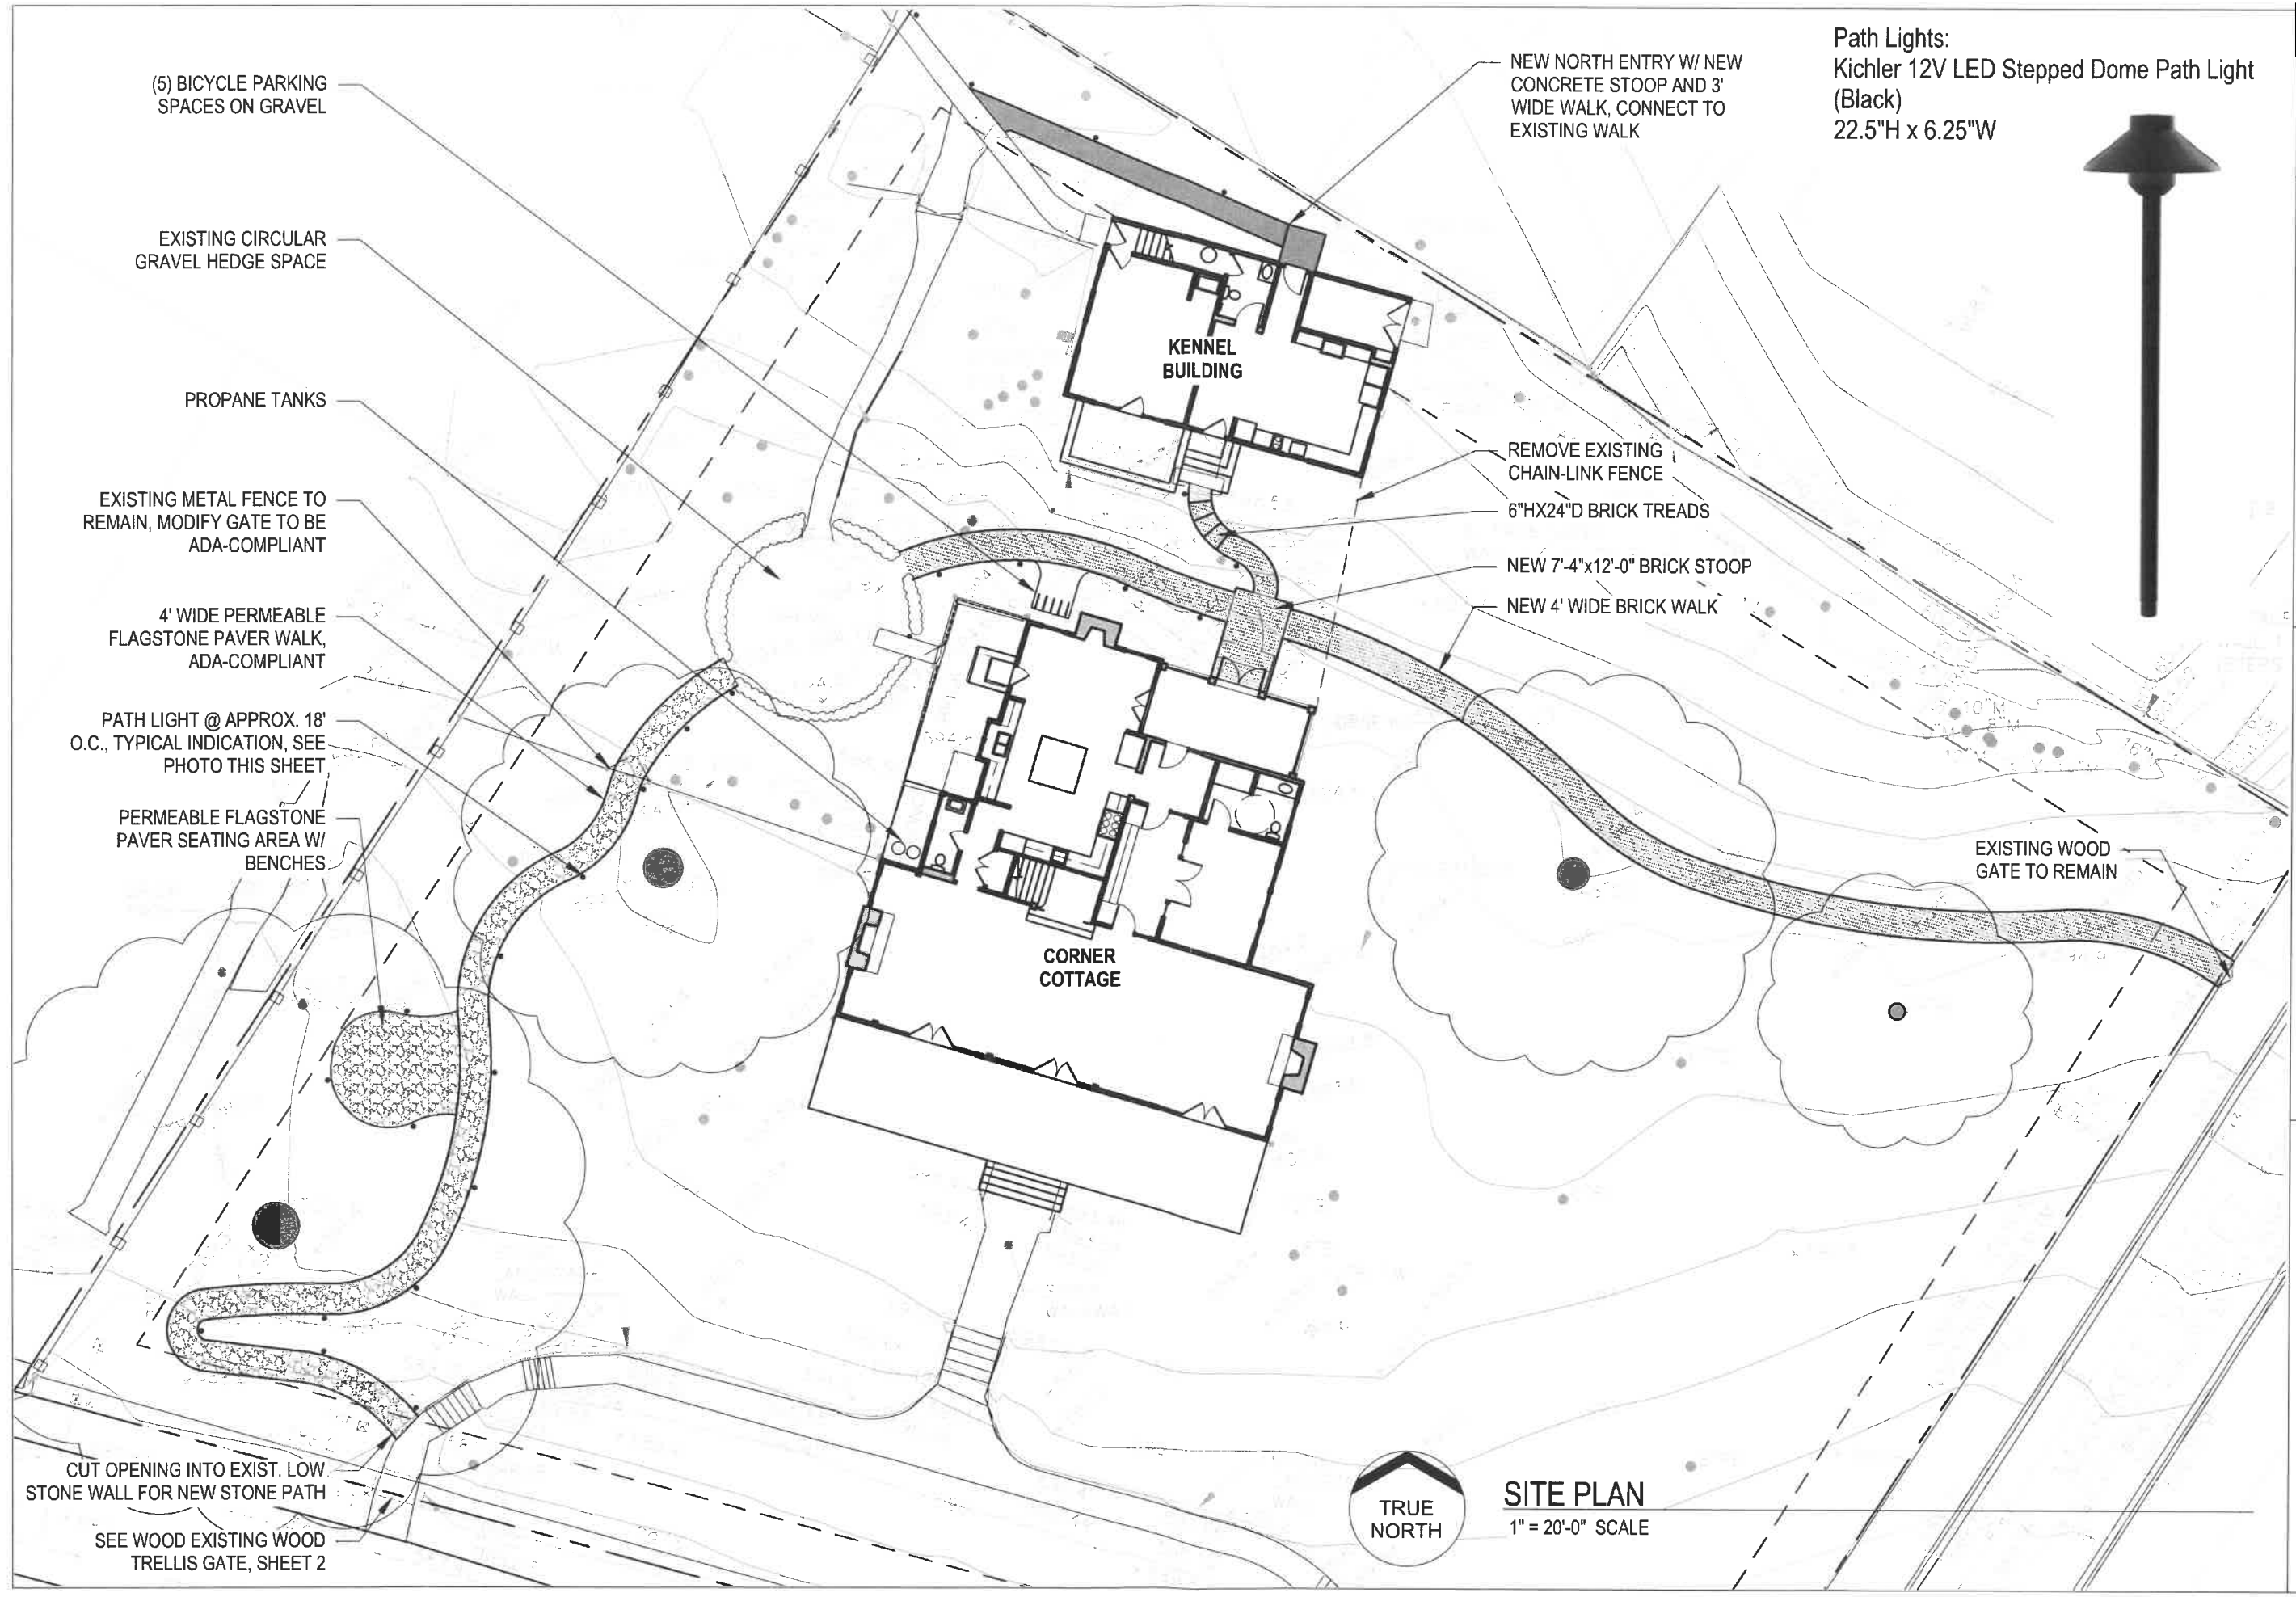 (5) BICYCLE PARKING
SPACES ON GRAVEL
EXISTING CIRCULAR
GRAVEL HEDGE SPACE
PROPANE TANKS
EXISTING METAL FENCE TO
REMAIN, MODIFY GATE TO BE
ADA-COMPLIANT
4' WIDE PERMEABLE
FLAGSTONE PAVER WALK,
ADA-COMPLIANT
PATH LIGHT @ APPROX. 18'
O.C., TYPICAL INDICATION, SEE
PHOTO THIS SHEET
PERMEABLE FLAGSTONE
PAVER SEATING AREA W/
BENCHES
CUT OPENING INTO EXIST. LOW
STONE WALL FOR NEW STONE PATH
SEE WOOD EXISTING WOOD
TRELLIS GATE, SHEET 2
KENNEL
BUILDING
CORNER
COTTAGE
NEW NORTH ENTRY W/ NEW
CONCRETE STOOP AND 3'
WIDE WALK, CONNECT TO
EXISTING WALK
Path Lights:
Kichler 12V LED Stepped Dome Path Light
(Black)
22.5"H x 6.25"W
REMOVE EXISTING
CHAIN-LINK FENCE
6"HX24"D BRICK TREADS
NEW 7'-4"x12'-0" BRICK STOOP
NEW 4' WIDE BRICK WALK
10"M
8"M
16"
EXISTING WOOD
GATE TO REMAIN
TRUE
NORTH
SITE PLAN
1" = 20'-0" SCALE